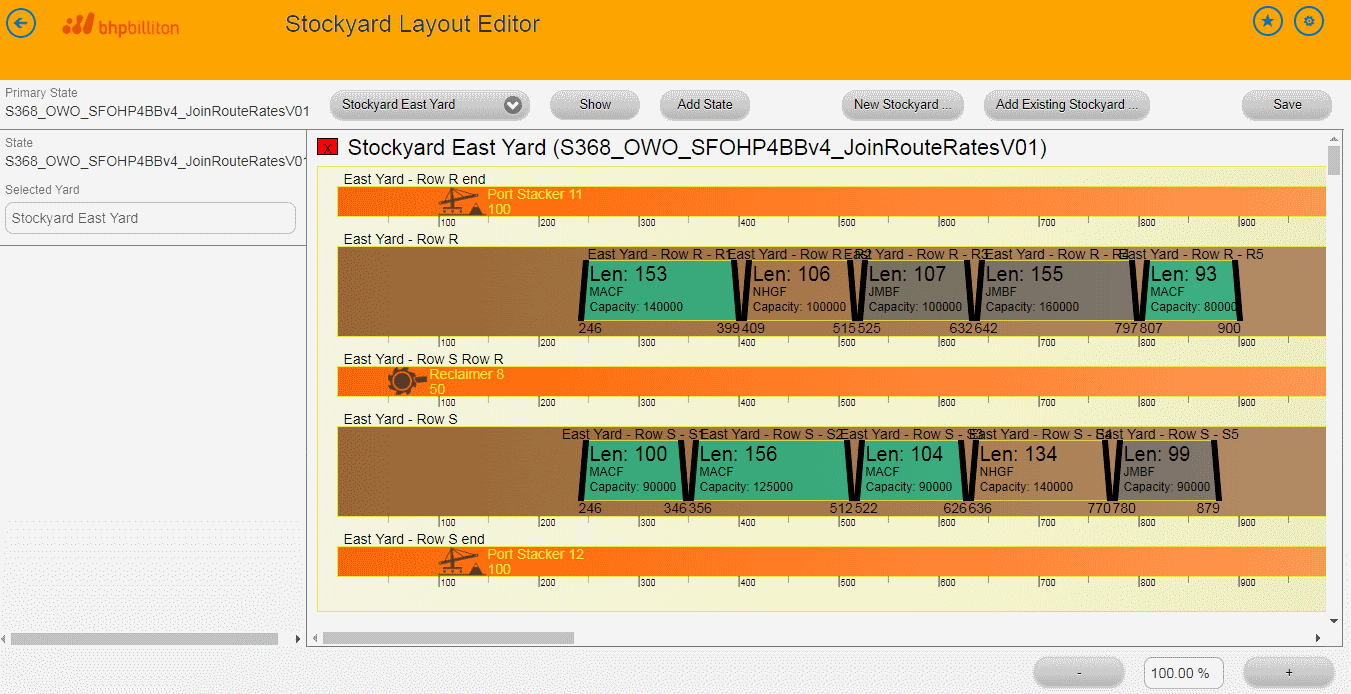 bhpbilliton
Stockyard Layout Editor
Primary State
S368_OWO_SFOHP4BBv4_JoinRouteRatesV01
Stockyard East Yard
Show
Add State
New Stockyard ...
Add Existing Stockyard ...
Save
State
S368_OWO_SFOHP4BBv4_JoinRouteRatesV01
Selected Yard
Stockyard East Yard
X Stockyard East Yard (S368_OWO_SFOHP4BBv4_JoinRouteRatesV01)
East Yard - Row R end
Port Stacker 11
100
100 200 300 400 500 600 700 800 900
East Yard - Row R
East Yard - Row R - R1 East Yard - Row R - R2 East Yard - Row R - R3 East Yard - Row R - R4 East Yard - Row R - R5
Len: 153 Len: 106 Len: 107 Len: 155 Len: 93
MACF NHGF JMBF JMBF MACF
Capacity: 140000 Capacity: 100000 Capacity: 100000 Capacity: 160000 Capacity: 80000
246 399 409 515 525 632 642 797 807 900
100 200 300 400 500 600 700 800 900
East Yard - Row S Row R
Reclaimer 8
50
100 200 300 400 500 600 700 800 900
East Yard - Row S
East Yard - Row S - S1 East Yard - Row S - S2 East Yard - Row S - S3 East Yard - Row S - S4 East Yard - Row S - S5
Len: 100 Len: 156 Len: 104 Len: 134 Len: 99
MACF MACF MACF NHGF JMBF
Capacity: 90000 Capacity: 125000 Capacity: 90000 Capacity: 140000 Capacity: 90000
246 346 356 512 522 626 636 770 780 879
100 200 300 400 500 600 700 800 900
East Yard - Row S end
Port Stacker 12
100
100 200 300 400 500 600 700 800 900
- 100.00 % +